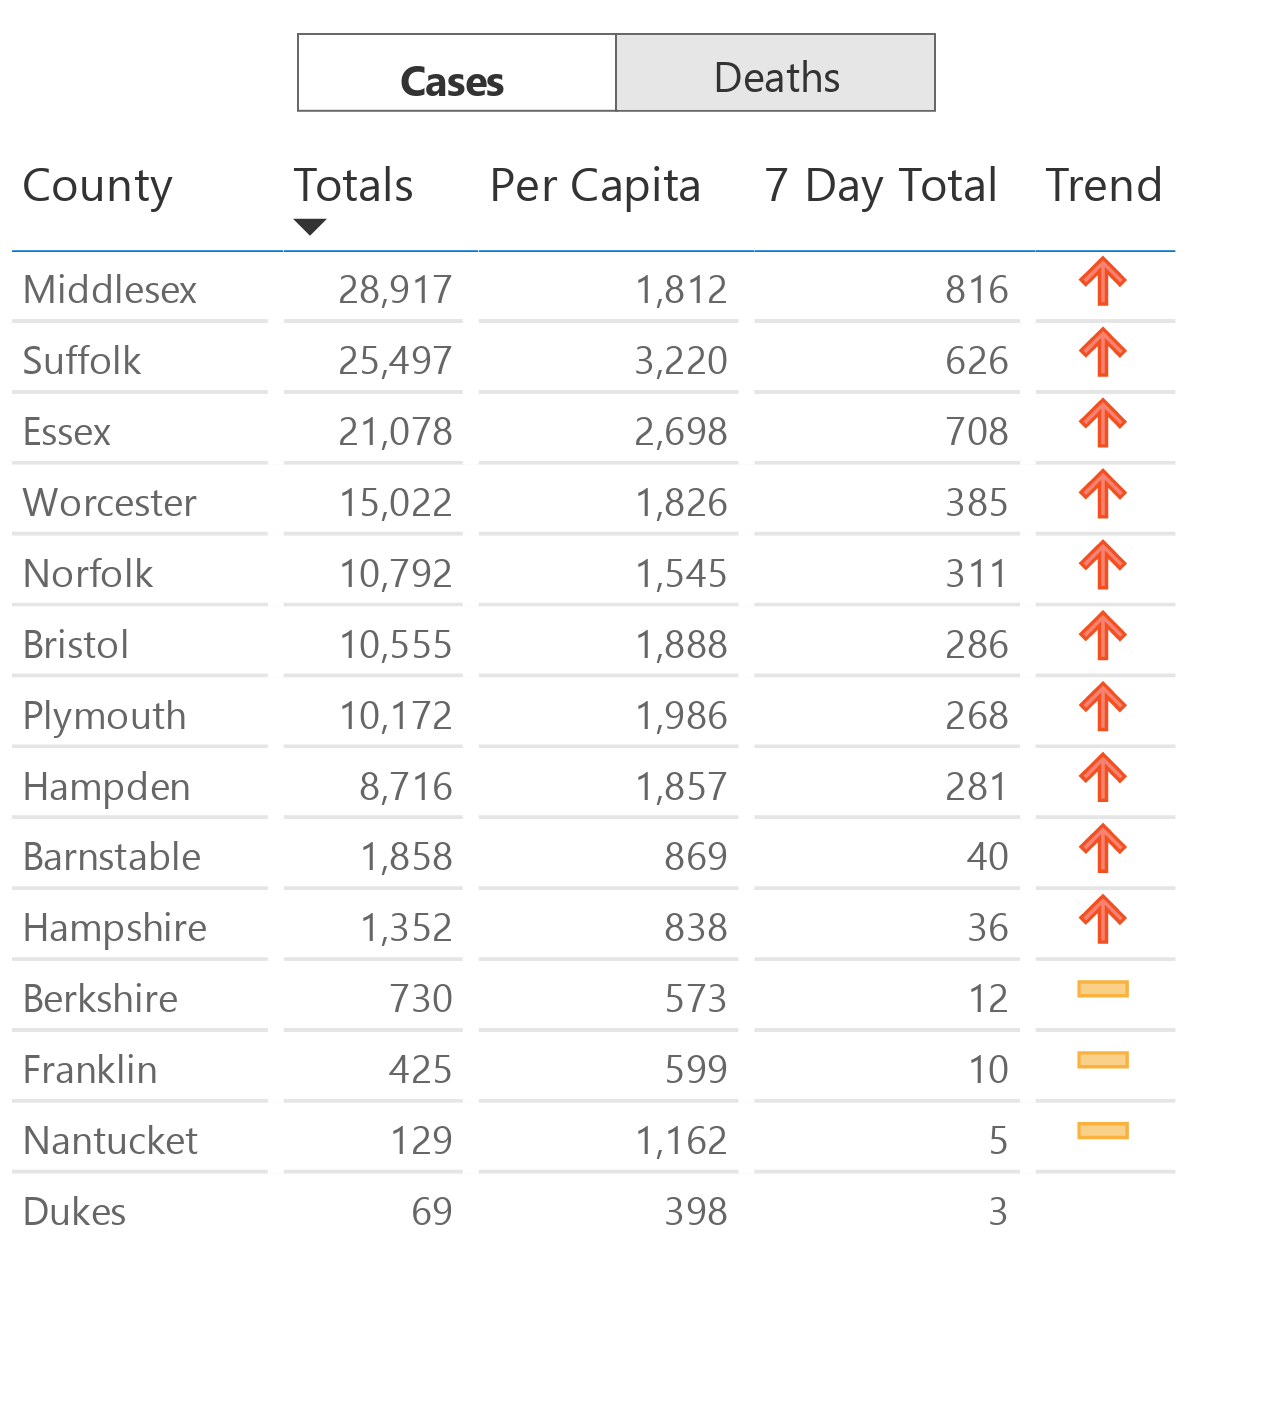 Cases Deaths
County Totals Per Capita 7 Day Total Trend
Middlesex 28,917 1,812 816
Suffolk 25,497 3,220 626
Essex 21,078 2,698 708
Worcester 15,022 1,826 385
Norfolk 10,792 1,545 311
Bristol 10,555 1,888 286
Plymouth 10,172 1,986 268
Hampden 8,716 1,857 281
Barnstable 1,858 869 40
Hampshire 1,352 838 36
Berkshire 730 573 12
Franklin 425 599 10
Nantucket 129 1,162 5
Dukes 69 398 3